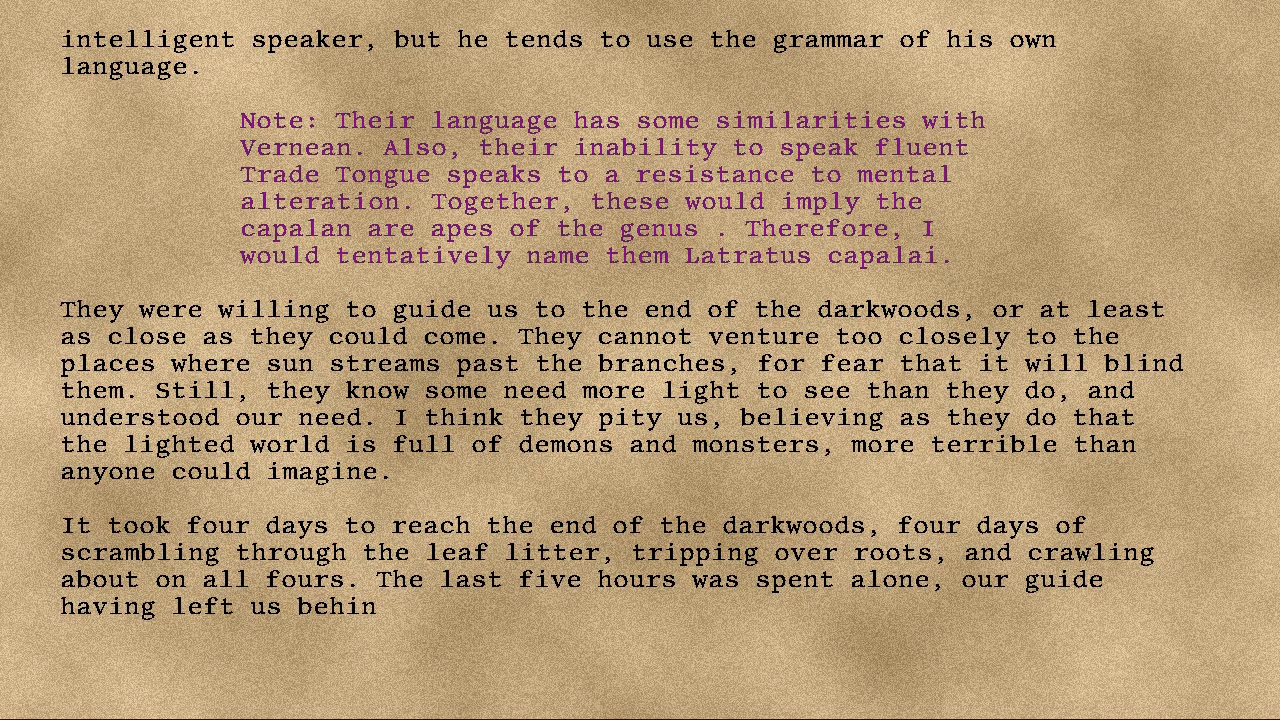 intelligent speaker, but he tends to use the grammar of his own
language.
Note: Their language has some similarities with
Vernean. Also, their inability to speak fluent
Trade Tongue speaks to a resistance to mental
alteration. Together, these would imply the
capalan are apes of the genus . Therefore, I
would tentatively name them Latratus capalai.
They were willing to guide us to the end of the darkwoods, or at least
as close as they could come. They cannot venture too closely to the
places where sun streams past the branches, for fear that it will blind
them. Still, they know some need more light to see than they do, and
understood our need. I think they pity us, believing as they do that
the lighted world is full of demons and monsters, more terrible than
anyone could imagine.
It took four days to reach the end of the darkwoods, four days of
scrambling through the leaf litter, tripping over roots, and crawling
about on all fours. The last five hours was spent alone, our guide
having left us behin